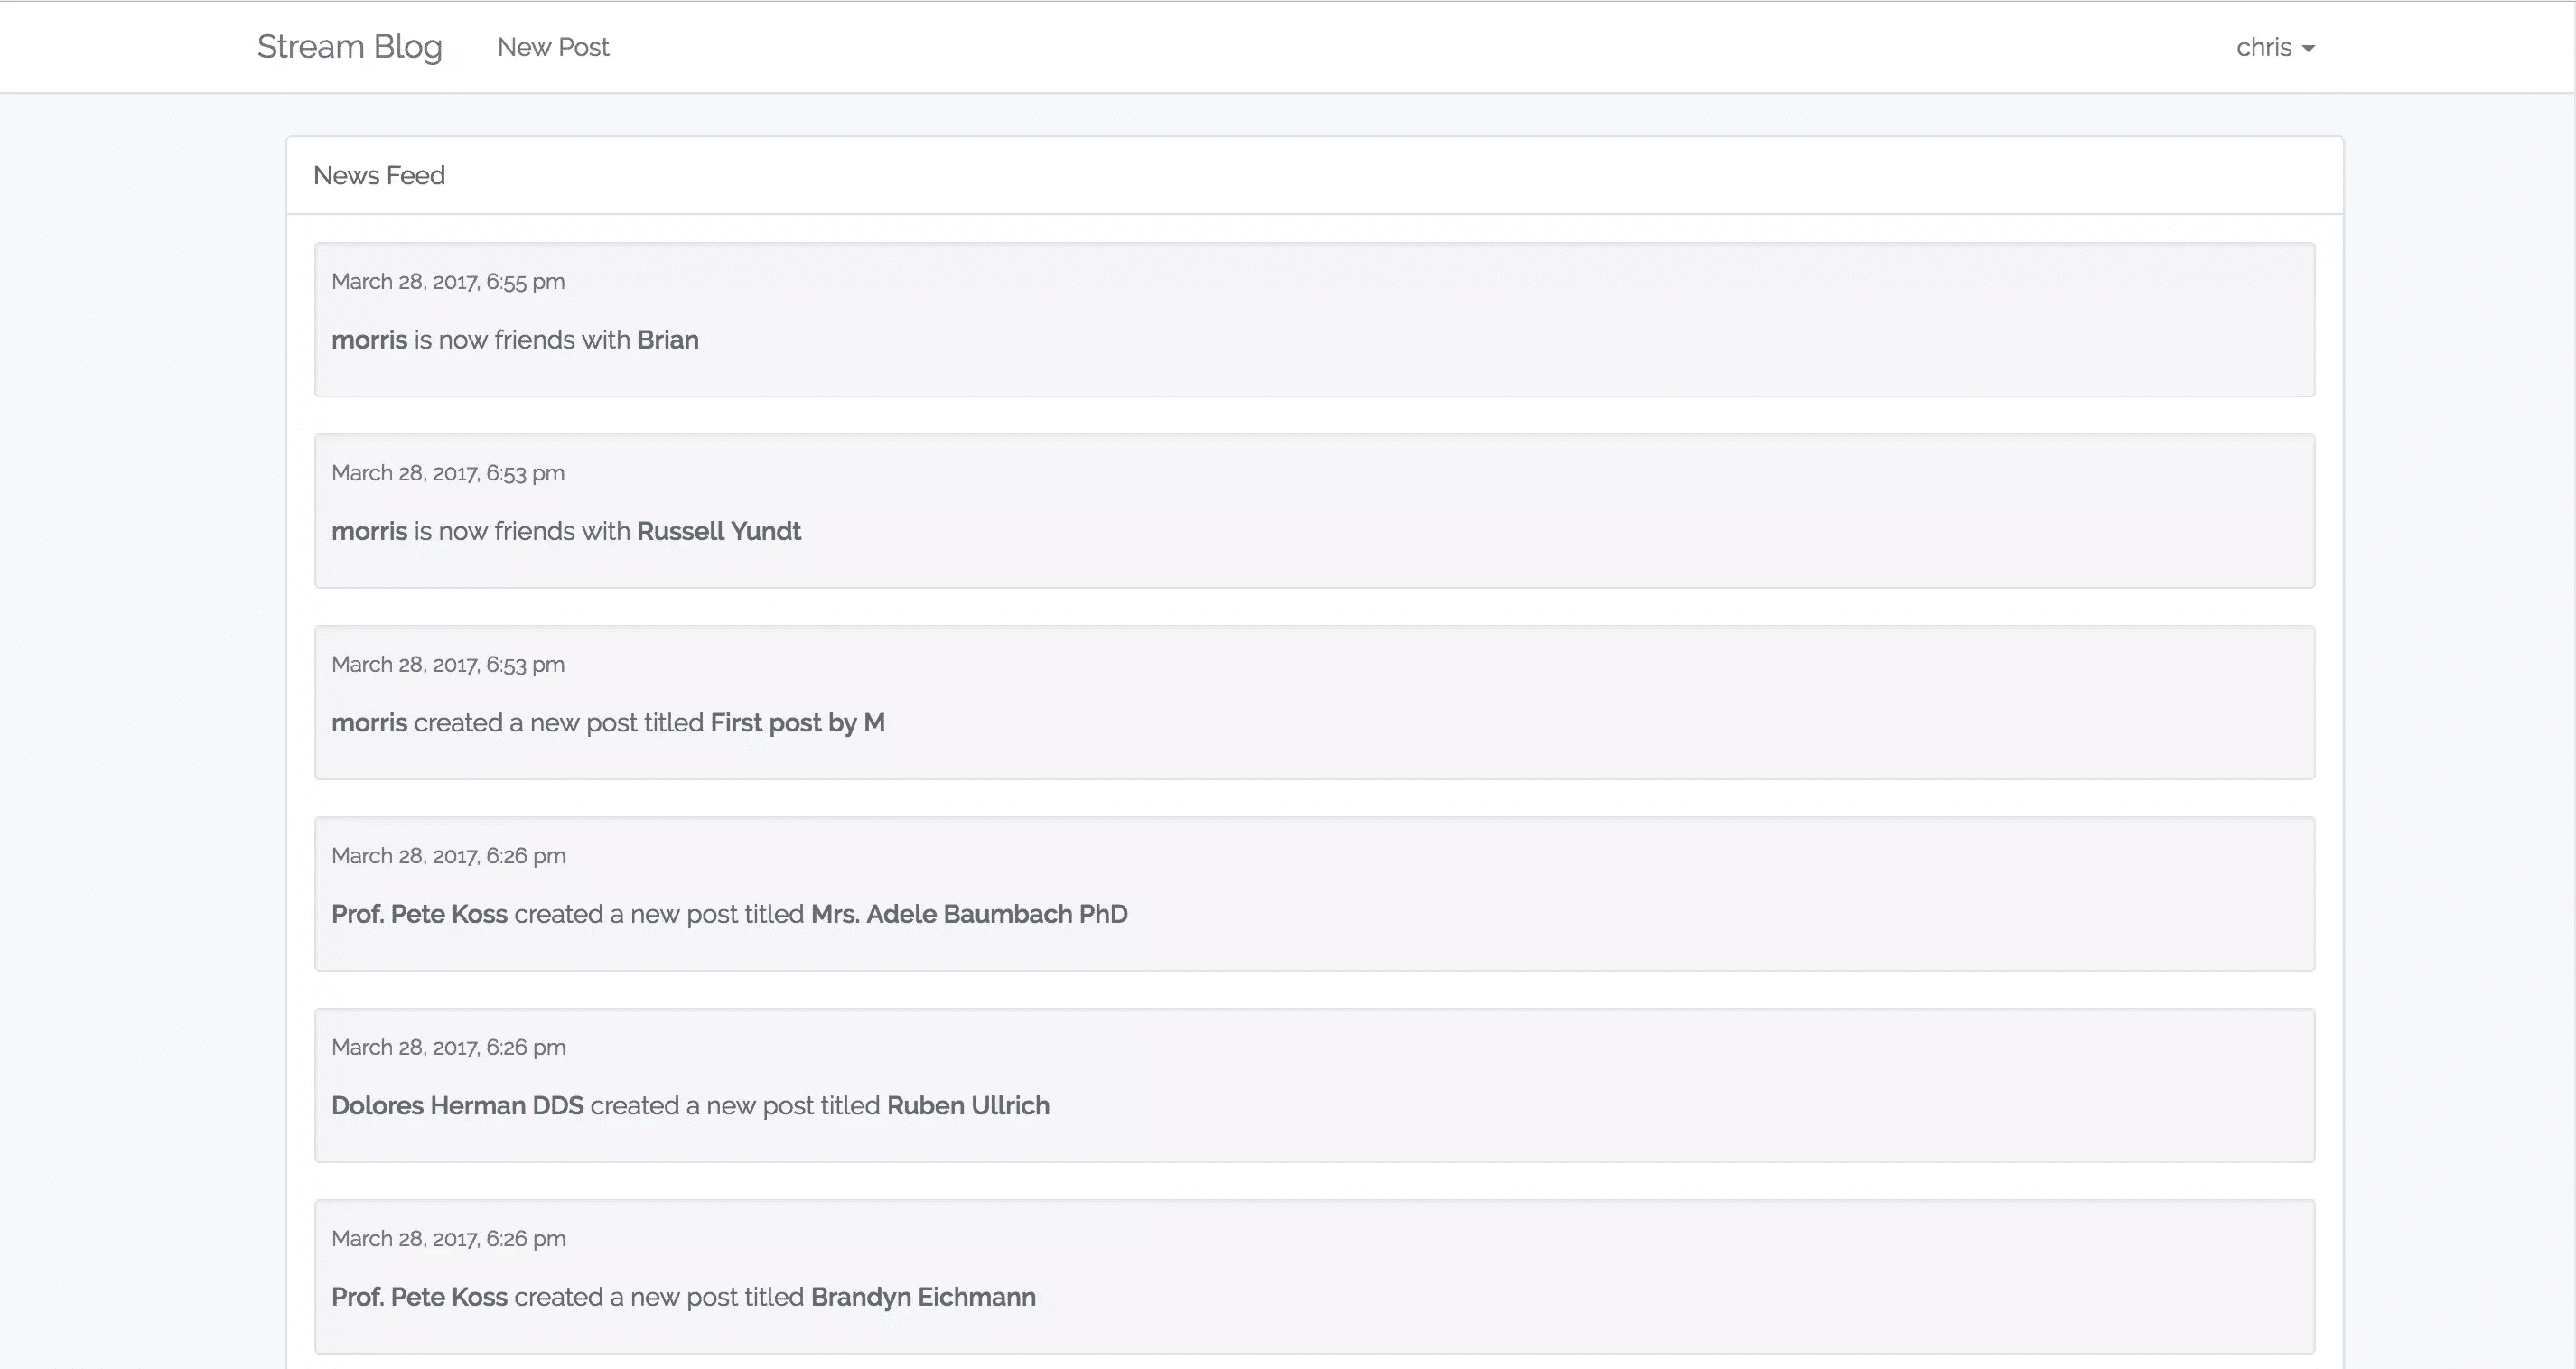 Stream Blog New Post chris
News Feed
March 28, 2017, 6:55 pm
morris is now friends with Brian
March 28, 2017, 6:53 pm
morris is now friends with Russell Yundt
March 28, 2017, 6:53 pm
morris created a new post titled First post by M
March 28, 2017, 6:26 pm
Prof. Pete Koss created a new post titled Mrs. Adele Baumbach PhD
March 28, 2017, 6:26 pm
Dolores Herman DDS created a new post titled Ruben Ullrich
March 28, 2017, 6:26 pm
Prof. Pete Koss created a new post titled Brandyn Eichmann